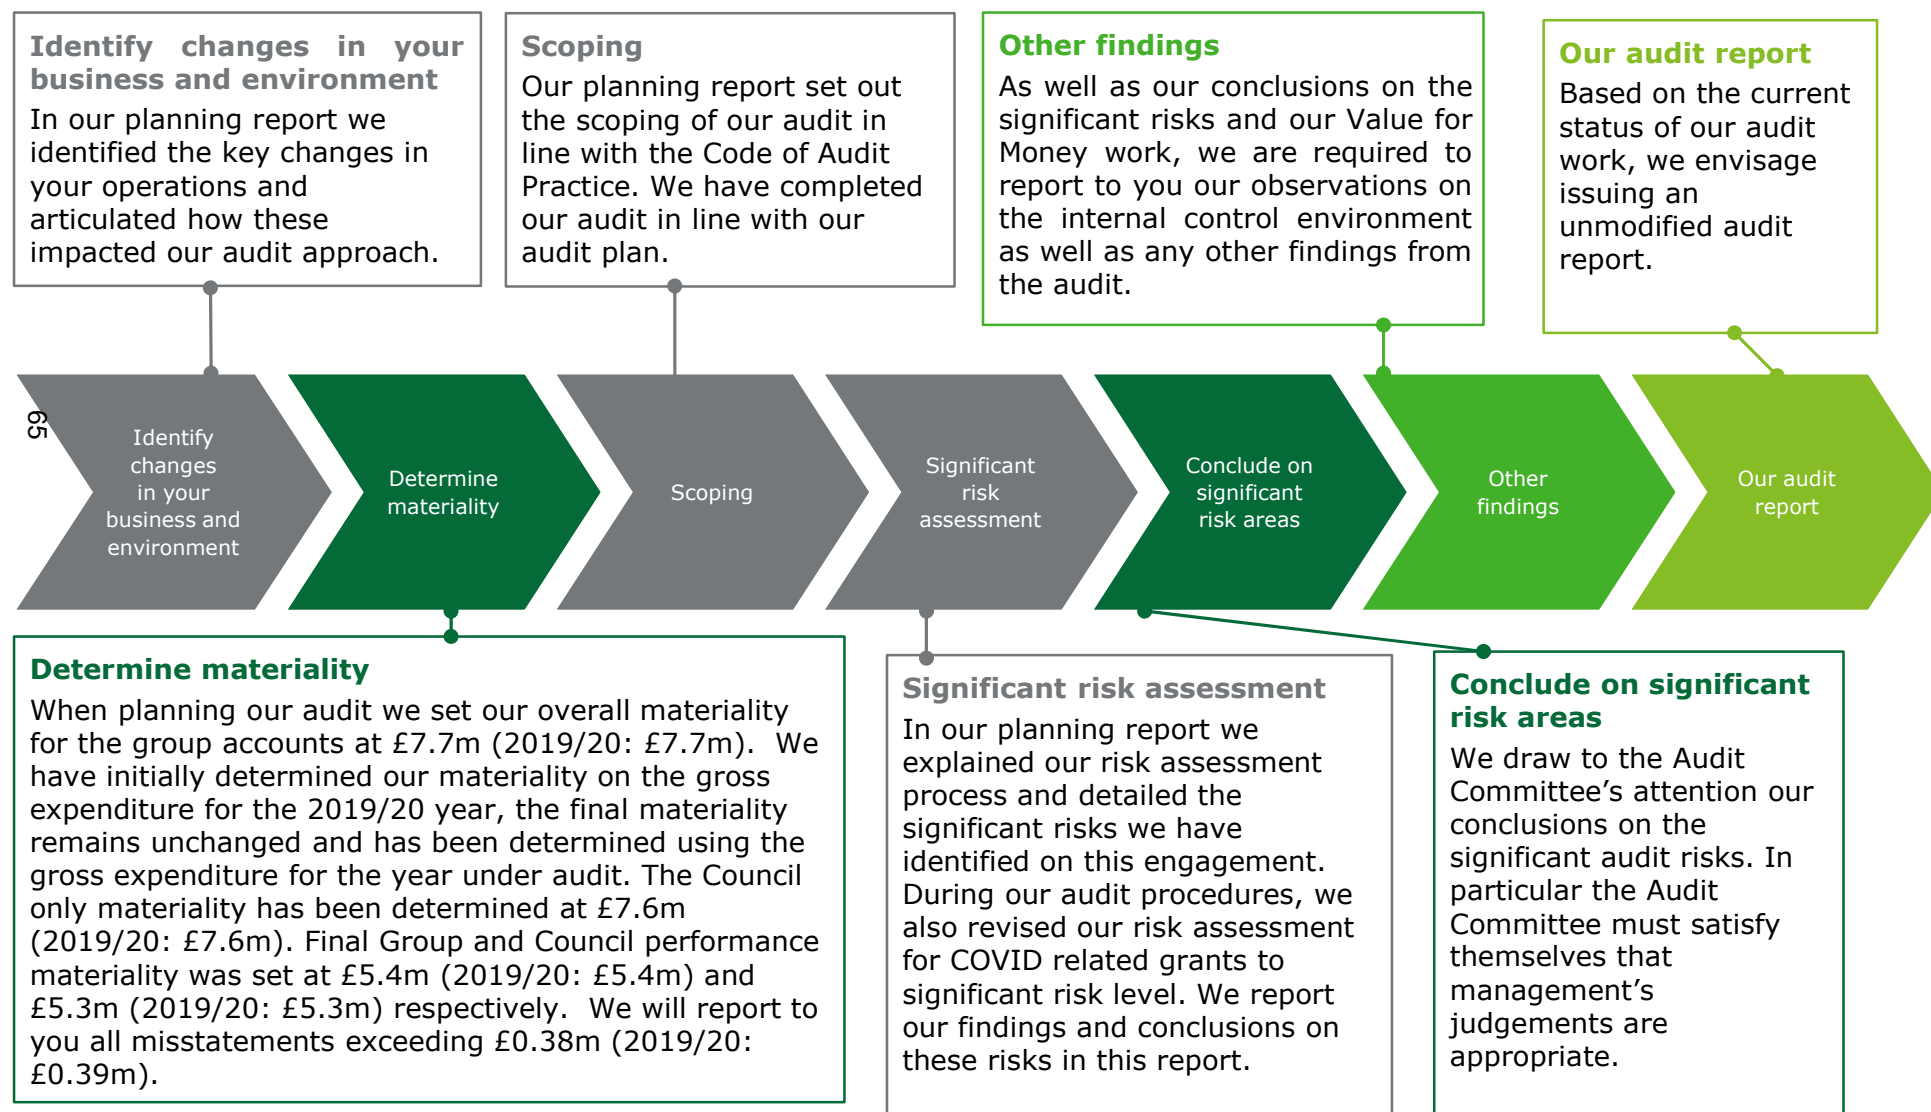 Identify changes in your
business and environment
In our planning report we
identified the key changes in
your operations and
articulated how these
impacted our audit approach.
Scoping
Our planning report set out
the scoping of our audit in
line with the Code of Audit
Practice. We have completed
our audit in line with our
audit plan.
Other findings
As well as our conclusions on the
significant risks and our Value for
Money work, we are required to
report to you our observations on
the internal control environment
as well as any other findings from
the audit.
Our audit report
Based on the current
status of our audit
work, we envisage
issuing an
unmodified audit
report.
65
Identify
changes
in your
business and
environment
Determine
materiality
Scoping
Significant
risk
assessment
Conclude on
significant
risk areas
Other
findings
Our audit
report
Determine materiality
When planning our audit we set our overall materiality
for the group accounts at £7.7m (2019/20: £7.7m). We
have initially determined our materiality on the gross
expenditure for the 2019/20 year, the final materiality
remains unchanged and has been determined using the
gross expenditure for the year under audit. The Council
only materiality has been determined at £7.6m
(2019/20: £7.6m). Final Group and Council performance
materiality was set at £5.4m (2019/20: £5.4m) and
£5.3m (2019/20: £5.3m) respectively. We will report to
you all misstatements exceeding £0.38m (2019/20:
£0.39m).
Significant risk assessment
In our planning report we
explained our risk assessment
process and detailed the
significant risks we have
identified on this engagement.
During our audit procedures, we
also revised our risk assessment
for COVID related grants to
significant risk level. We report
our findings and conclusions on
these risks in this report.
Conclude on significant
risk areas
We draw to the Audit
Committee’s attention our
conclusions on the
significant audit risks. In
particular the Audit
Committee must satisfy
themselves that
management’s
judgements are
appropriate.